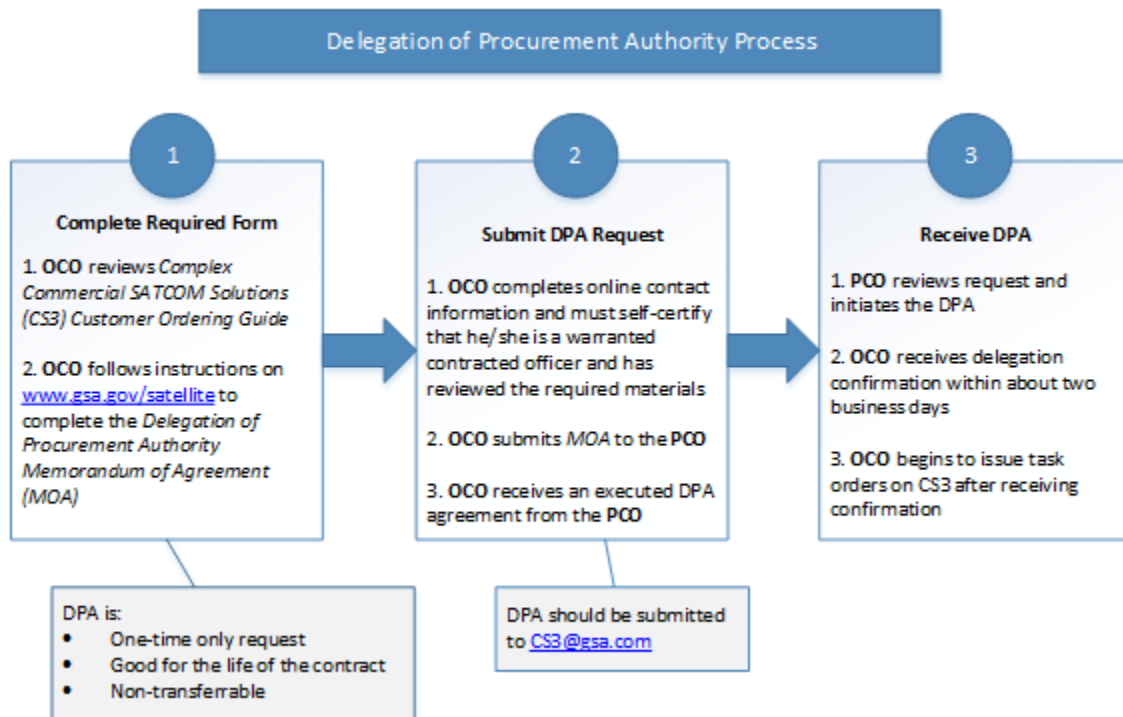 Delegation of Procurement Authority Process
1
Complete Required Form
1. OCO reviews Complex
Commercial SATCOM Solutions
(CS3) Customer Ordering Guide
2. OCO follows instructions on
www.gsa.gov/satellite to
complete the Delegation of
Procurement Authority
Memorandum of Agreement
(MOA)
DPA is:
• One-time only request
• Good for the life of the contract
• Non-transferrable
2
Submit DPA Request
1. OCO completes online contact
information and must self-certify
that he/she is a warranted
contracted officer and has
reviewed the required materials
2. OCO submits MOA to the PCO
3. OCO receives an executed DPA
agreement from the PCO
DPA should be submitted
to CS3@gsa.com
3
Receive DPA
1. PCO reviews request and
initiates the DPA
2. OCO receives delegation
confirmation within about two
business days
3. OCO begins to issue task
orders on CS3 after receiving
confirmation